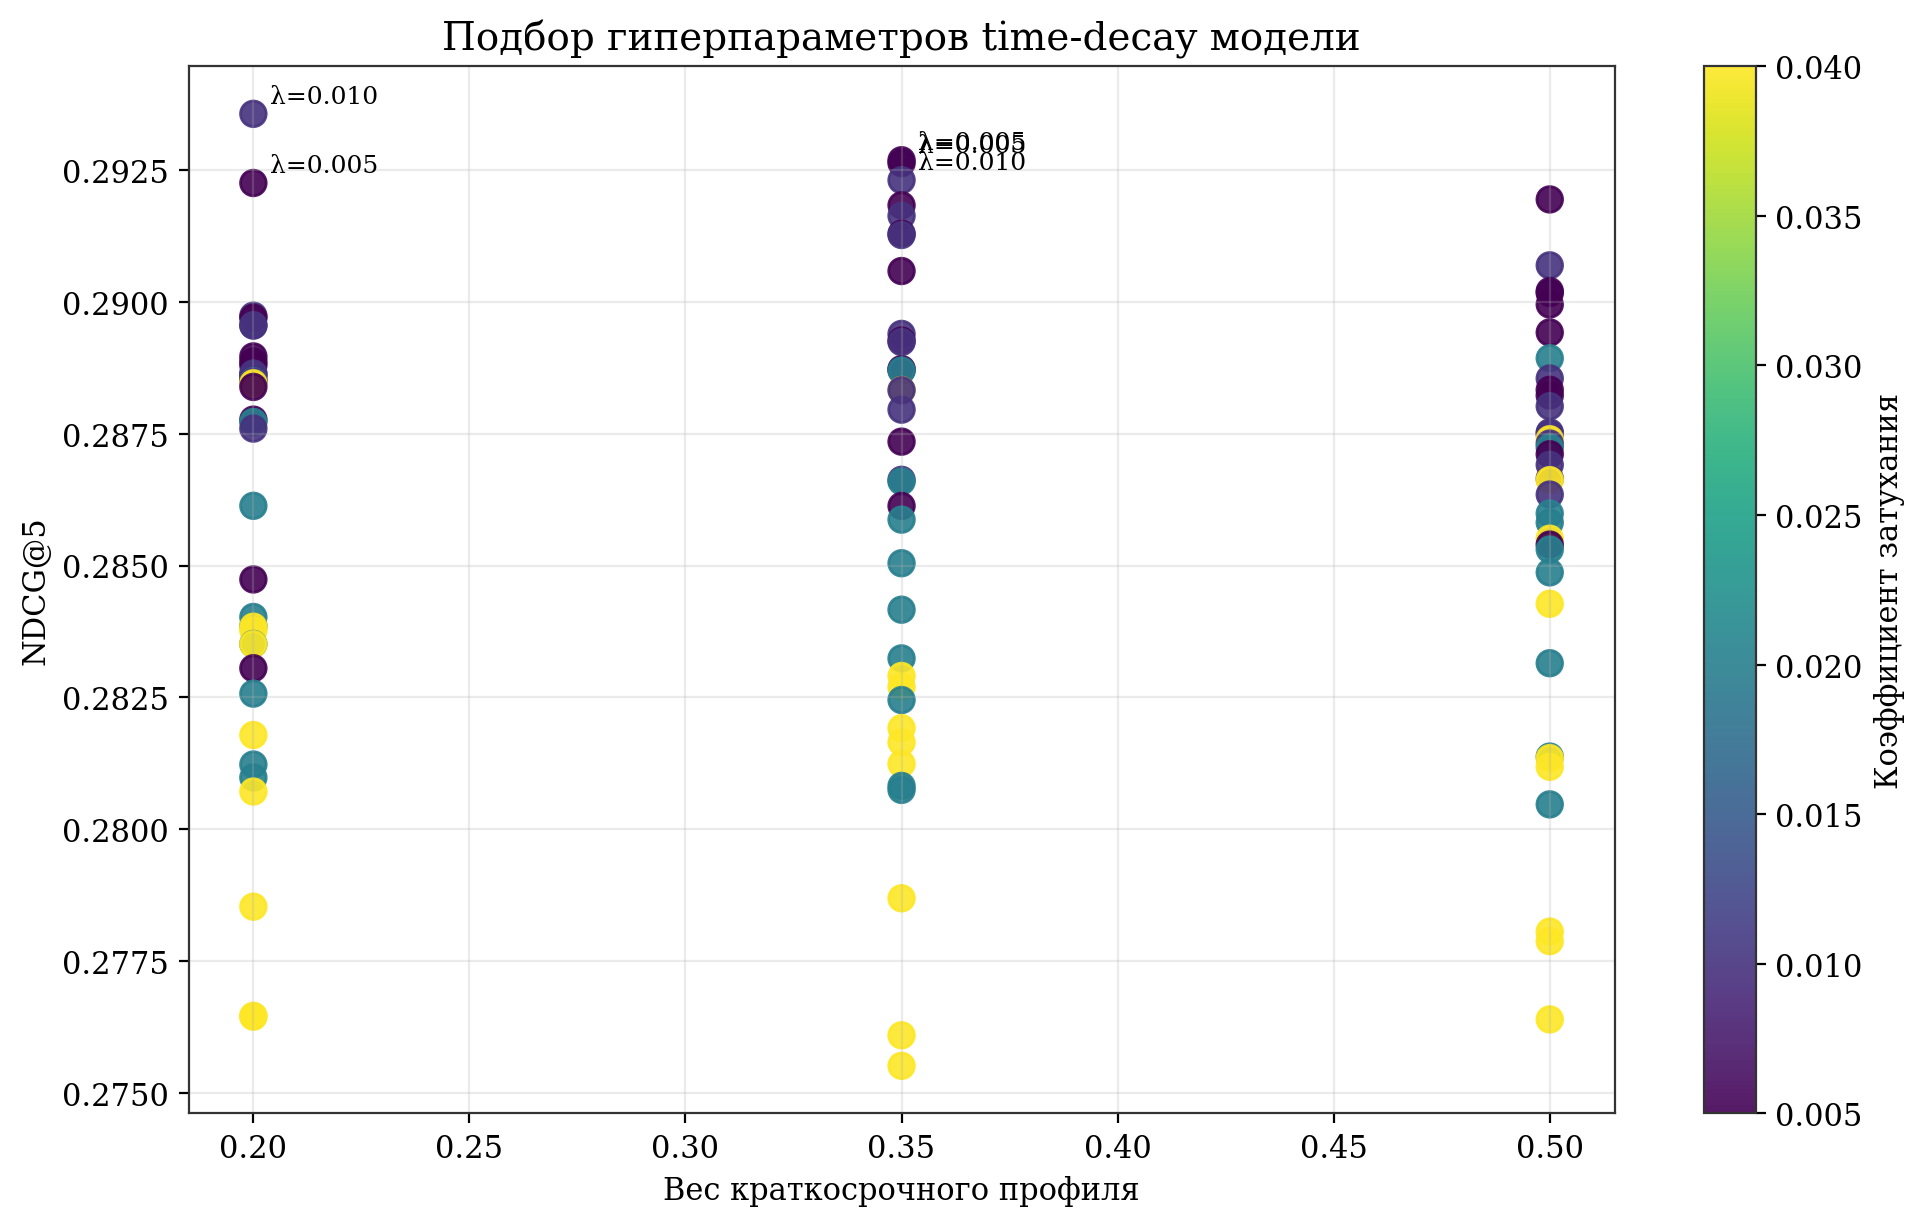 Подбор гиперпараметров time-decay модели
λ=0.010
λ=0.005
λ=0.005
λ=0.005
λ=0.010
NDCG@5
0.2925
0.2900
0.2875
0.2850
0.2825
0.2800
0.2775
0.2750
0.20
0.25
0.30
0.35
0.40
0.45
0.50
Вес краткосрочного профиля
0.040
0.035
0.030
0.025
0.020
0.015
0.010
0.005
Коэффициент затухания